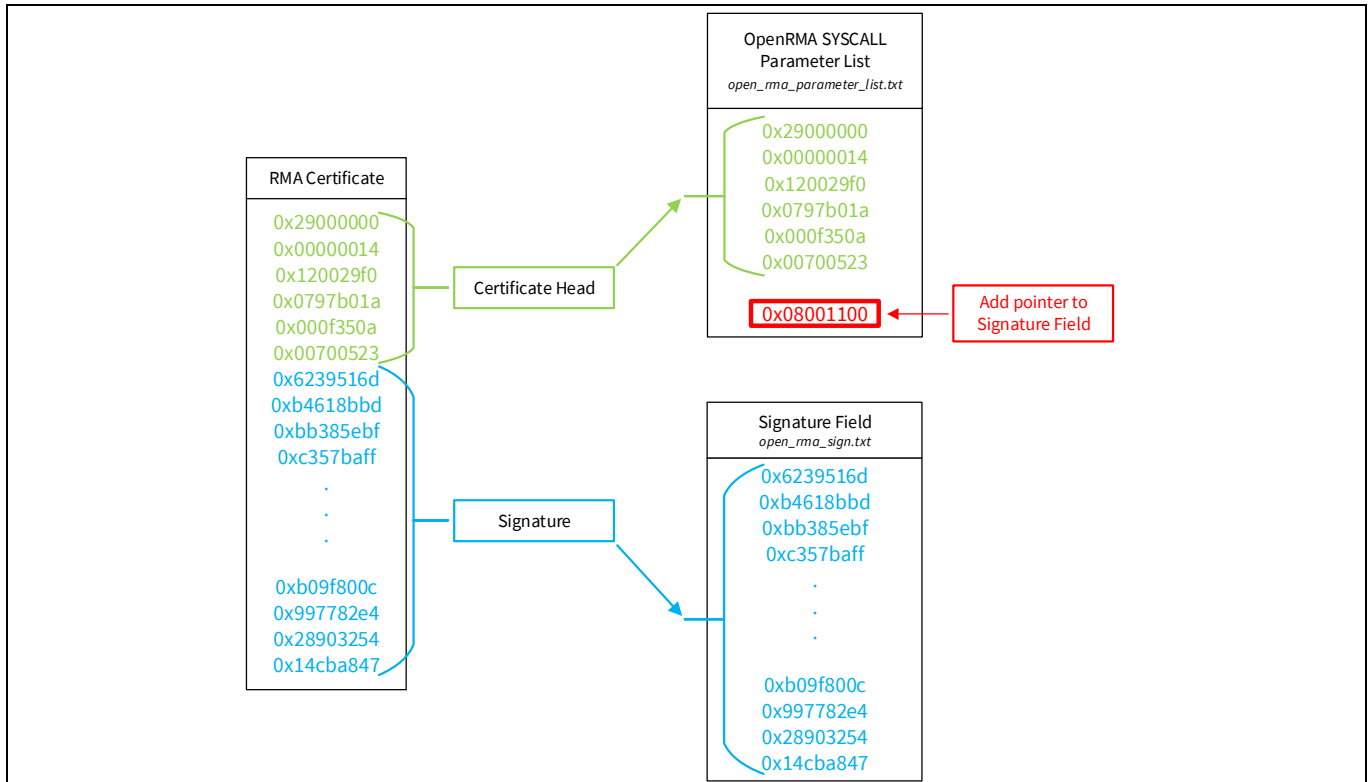 RMA Certificate
0x29000000
0x00000014
0x120029f0
0x0797b01a
0x000f350a
0x00700523
0x6239516d
0xb4618bbd
0xbb385ebf
0xc357baff
.
.
.
0xb09f800c
0x997782e4
0x28903254
0x14cba847
Certificate Head
Signature
OpenRMA SYSCALL
Parameter List
open_rma_parameter_list.txt
0x29000000
0x00000014
0x120029f0
0x0797b01a
0x000f350a
0x00700523
0x08001100
Add pointer to
Signature Field
Signature Field
open_rma_sign.txt
0x6239516d
0xb4618bbd
0xbb385ebf
0xc357baff
.
.
.
0xb09f800c
0x997782e4
0x28903254
0x14cba847